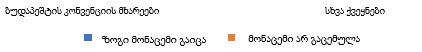 ბუდაპეშტის კონვენციის მხარეები სხვა ქვეყნები
ზოგი მონაცემი გაიცა მონაცემი არ გაცემულა